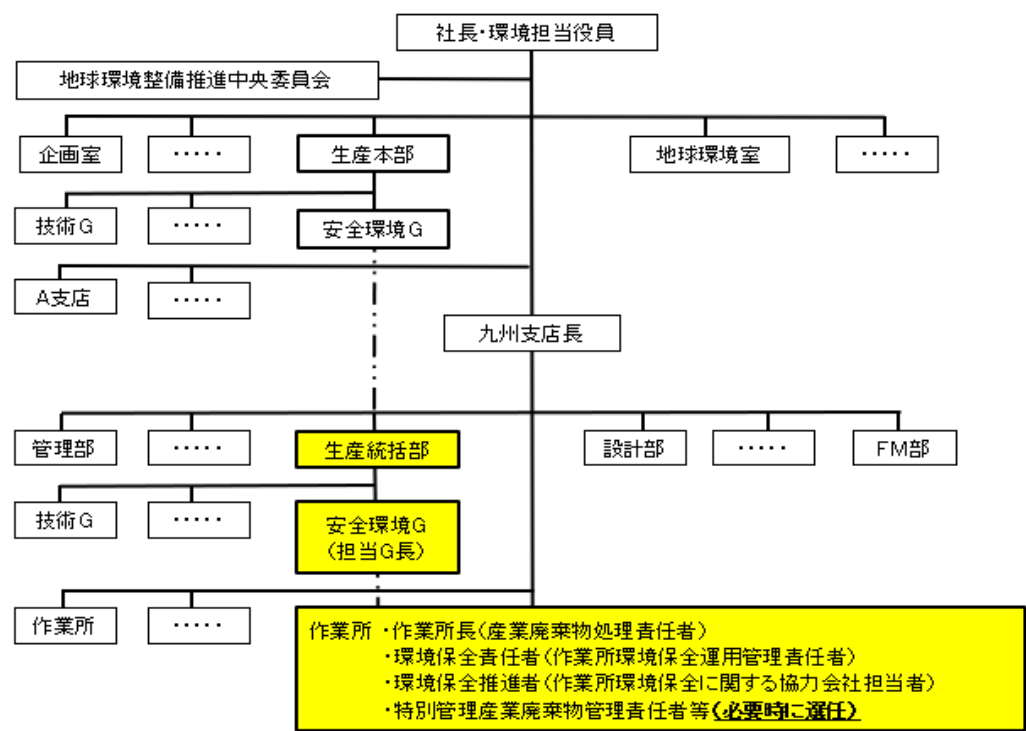 社長・環境担当役員
地球環境整備推進中央委員会
企画室
・・・・・
生産本部
地球環境室
・・・・・
技術G
・・・・・
安全環境G
A支店
・・・・・
九州支店長
管理部
・・・・・
生産統括部
設計部
・・・・・
FM部
技術G
・・・・・
安全環境G
(担当G長)
作業所
・・・・・
作業所 ・作業所長(産業廃棄物処理責任者)
・環境保全責任者(作業所環境保全運用管理責任者)
・環境保全推進者(作業所環境保全に関する協力会社担当者)
・特別管理産業廃棄物管理責任者等(必要時に選任)